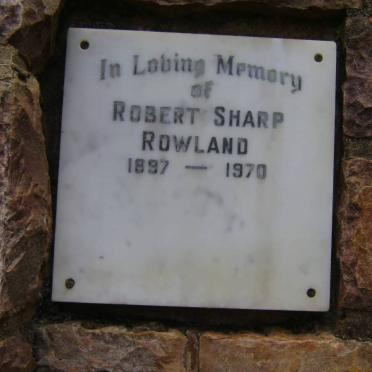 In Loving Memory
of
ROBERT SHARP
ROWLAND
1897 — 1970